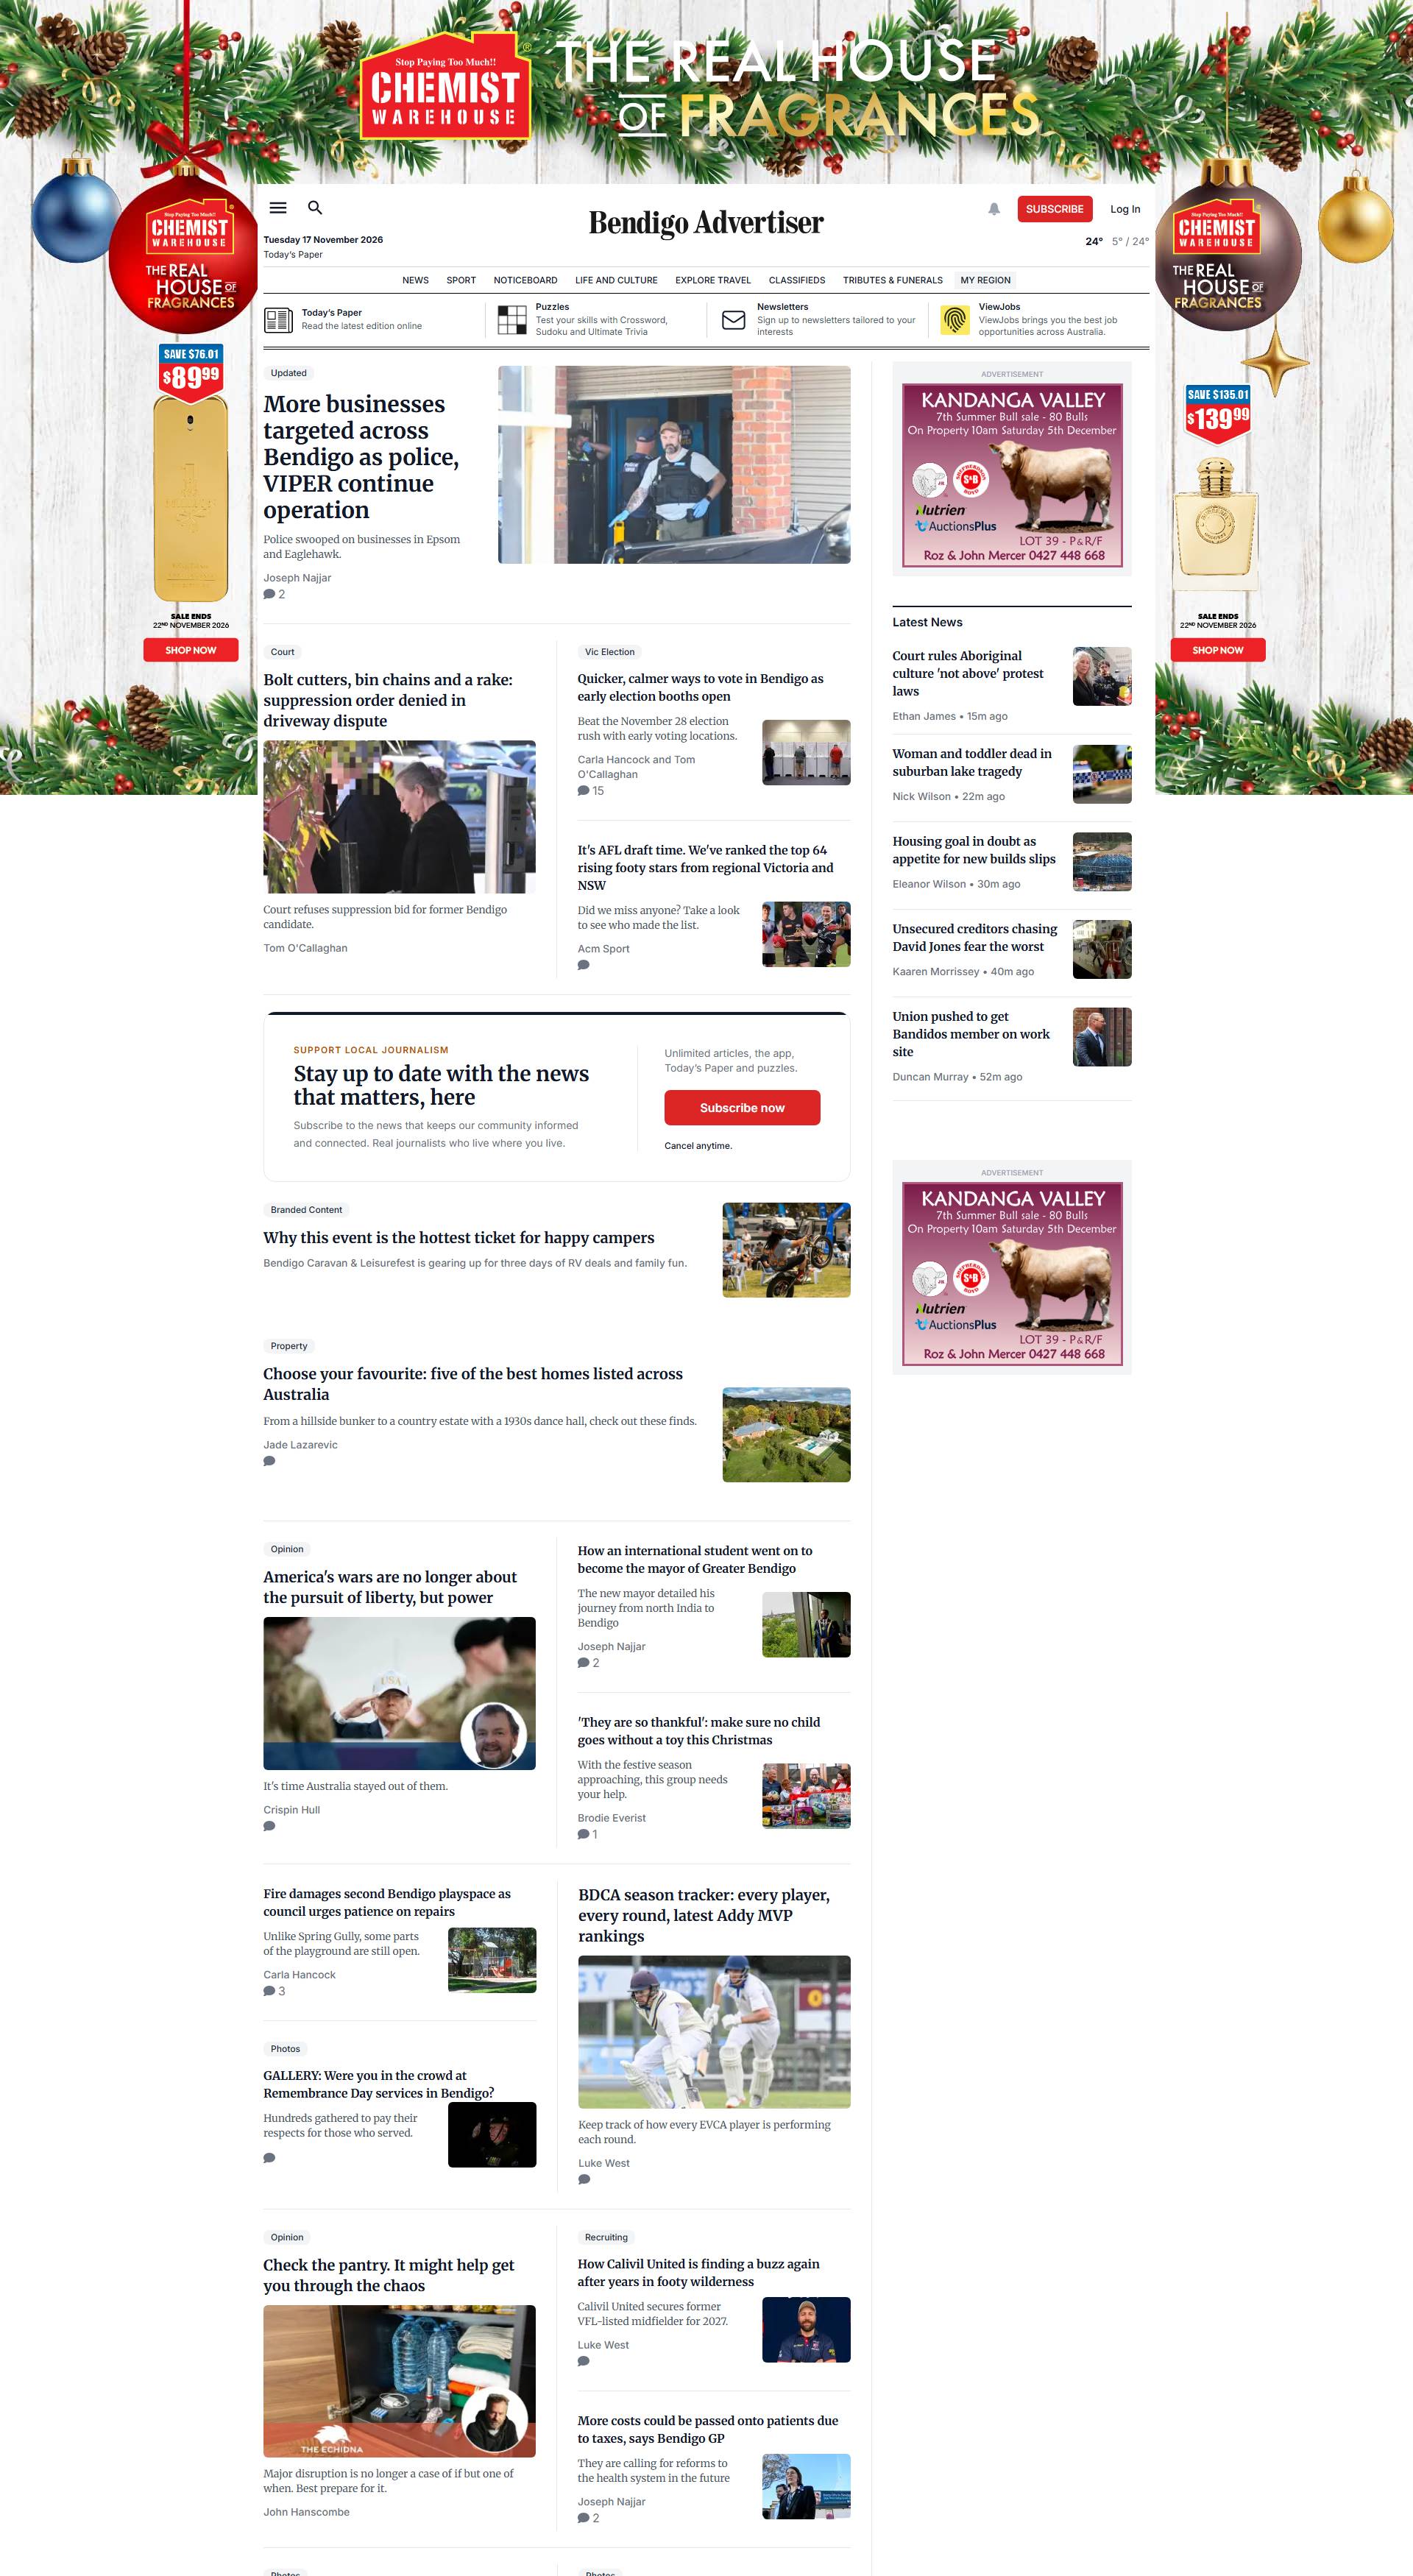 Stop Paying Too Much!!
CHEMIST
WAREHOUSE
THE REAL HOUSE
OF FRAGRANCES
Stop Paying Too Much!!
CHEMIST
WAREHOUSE
THE REAL
HOUSE OF
FRAGRANCES
SAVE $76.01
$89.99
SALE ENDS
22ND NOVEMBER 2026
SHOP NOW
Stop Paying Too Much!!
CHEMIST
WAREHOUSE
THE REAL
HOUSE OF
FRAGRANCES
SAVE $135.01
$139.99
SALE ENDS
22ND NOVEMBER 2026
SHOP NOW
Bendigo Advertiser
SUBSCRIBE
Log In
Tuesday 17 November 2026
Today's Paper
24° 5° / 24°
NEWS SPORT NOTICEBOARD LIFE AND CULTURE EXPLORE TRAVEL CLASSIFIEDS TRIBUTES & FUNERALS MY REGION
Today's Paper
Read the latest edition online
Puzzles
Test your skills with Crossword,
Sudoku and Ultimate Trivia
Newsletters
Sign up to newsletters tailored to your
interests
ViewJobs
ViewJobs brings you the best job
opportunities across Australia.
Updated
More businesses
targeted across
Bendigo as police,
VIPER continue
operation
Police swooped on businesses in Epsom
and Eaglehawk.
Joseph Najjar
2
Court
Bolt cutters, bin chains and a rake:
suppression order denied in
driveway dispute
Court refuses suppression bid for former Bendigo
candidate.
Tom O'Callaghan
Vic Election
Quicker, calmer ways to vote in Bendigo as
early election booths open
Beat the November 28 election
rush with early voting locations.
Carla Hancock and Tom
O'Callaghan
15
It's AFL draft time. We've ranked the top 64
rising footy stars from regional Victoria and
NSW
Did we miss anyone? Take a look
to see who made the list.
Acm Sport
SUPPORT LOCAL JOURNALISM
Stay up to date with the news
that matters, here
Subscribe to the news that keeps our community informed
and connected. Real journalists who live where you live.
Unlimited articles, the app,
Today's Paper and puzzles.
Subscribe now
Cancel anytime.
Branded Content
Why this event is the hottest ticket for happy campers
Bendigo Caravan & Leisurefest is gearing up for three days of RV deals and family fun.
Property
Choose your favourite: five of the best homes listed across
Australia
From a hillside bunker to a country estate with a 1930s dance hall, check out these finds.
Jade Lazarevic
Opinion
America's wars are no longer about
the pursuit of liberty, but power
USA
It's time Australia stayed out of them.
Crispin Hull
How an international student went on to
become the mayor of Greater Bendigo
The new mayor detailed his
journey from north India to
Bendigo
Joseph Najjar
2
'They are so thankful': make sure no child
goes without a toy this Christmas
With the festive season
approaching, this group needs
your help.
Brodie Everist
1
Fire damages second Bendigo playspace as
council urges patience on repairs
Unlike Spring Gully, some parts
of the playground are still open.
Carla Hancock
3
Photos
GALLERY: Were you in the crowd at
Remembrance Day services in Bendigo?
Hundreds gathered to pay their
respects for those who served.
BDCA season tracker: every player,
every round, latest Addy MVP
rankings
Keep track of how every EVCA player is performing
each round.
Luke West
Opinion
Check the pantry. It might help get
you through the chaos
THE ECHIDNA
Major disruption is no longer a case of if but one of
when. Best prepare for it.
John Hanscombe
Recruiting
How Calivil United is finding a buzz again
after years in footy wilderness
Calivil United secures former
VFL-listed midfielder for 2027.
Luke West
More costs could be passed onto patients due
to taxes, says Bendigo GP
They are calling for reforms to
the health system in the future
Joseph Najjar
2
Photos
Photos
ADVERTISEMENT
KANDANGA VALLEY
7th Summer Bull sale - 80 Bulls
On Property 10am Saturday 5th December
Nutrien
AuctionsPlus
LOT 39 - P&R/F
Roz & John Mercer 0427 448 668
Latest News
Court rules Aboriginal
culture 'not above' protest
laws
Ethan James • 15m ago
Woman and toddler dead in
suburban lake tragedy
Nick Wilson • 22m ago
Housing goal in doubt as
appetite for new builds slips
Eleanor Wilson • 30m ago
Unsecured creditors chasing
David Jones fear the worst
Kaaren Morrissey • 40m ago
Union pushed to get
Bandidos member on work
site
Duncan Murray • 52m ago
ADVERTISEMENT
KANDANGA VALLEY
7th Summer Bull sale - 80 Bulls
On Property 10am Saturday 5th December
Nutrien
AuctionsPlus
LOT 39 - P&R/F
Roz & John Mercer 0427 448 668